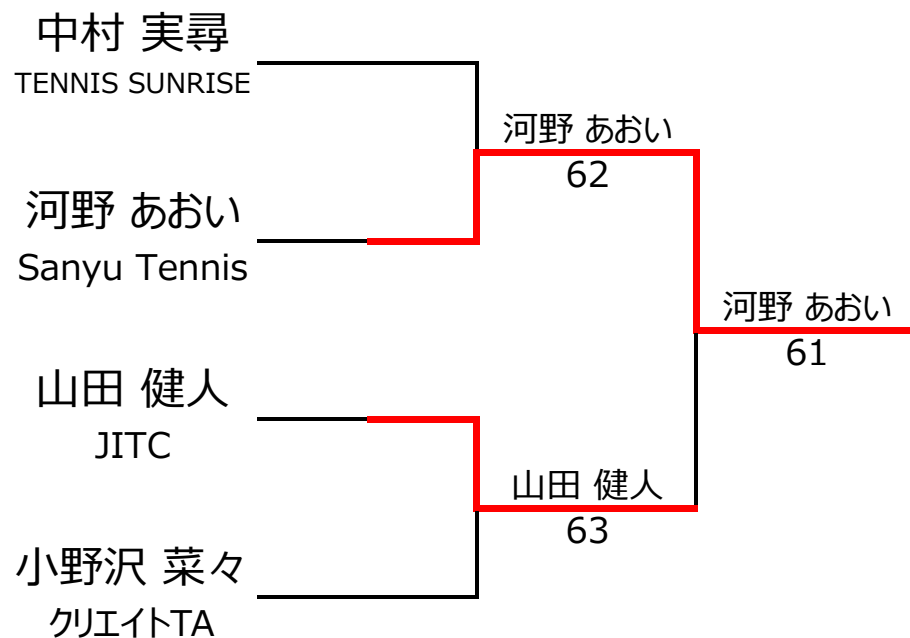 中村 実尋
TENNIS SUNRISE
河野 あおい
62
河野 あおい
Sanyu Tennis
河野 あおい
61
山田 健人
JITC
山田 健人
63
小野沢 菜々
クリエイトTA